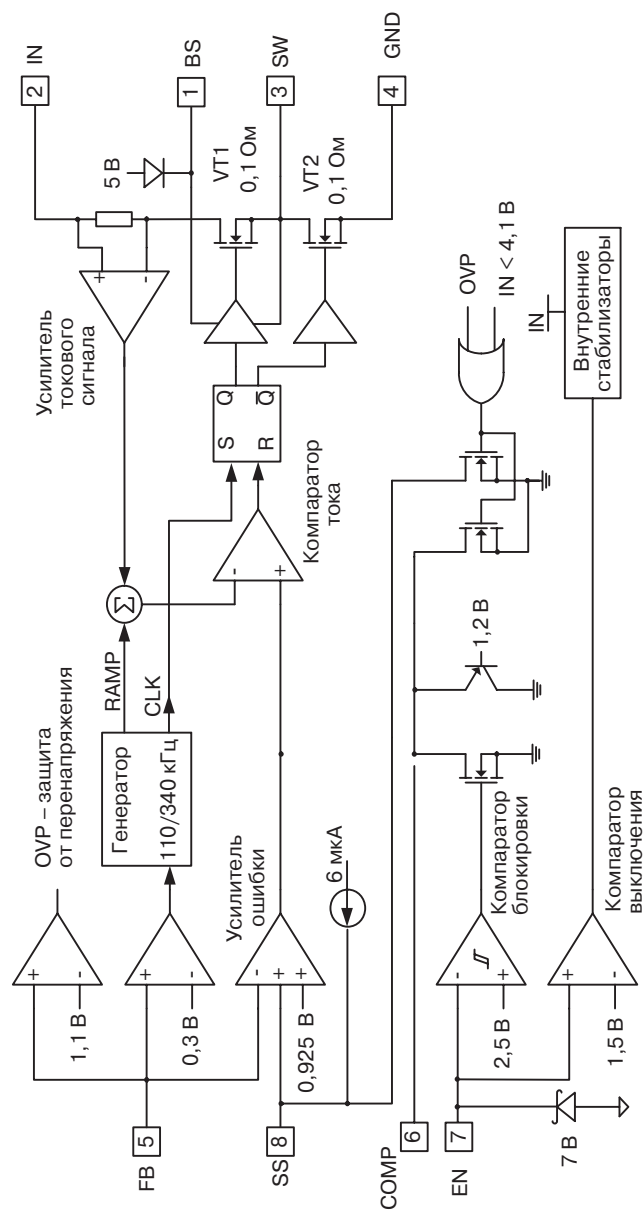 OVP – защита
от перенапряжения
1,1 В
+
-
FB
5
0,3 В
+
-
Генератор
110/340 кГц
RAMP
CLK
Σ
Усилитель
токового
сигнала
+
-
2
IN
5 В
1
BS
VT1
0,1 Ом
3
SW
VT2
0,1 Ом
4
GND
S
Q
R
Q̅
Компаратор
тока
-
+
Усилитель
ошибки
-
+
+
0,925 В
SS
8
6 мкА
COMP
6
EN
7
7 В
2,5 В
-
+
Компаратор
блокировки
1,2 В
OVP
IN < 4,1 В
1,5 В
+
-
Компаратор
выключения
IN
Внутренние
стабилизаторы